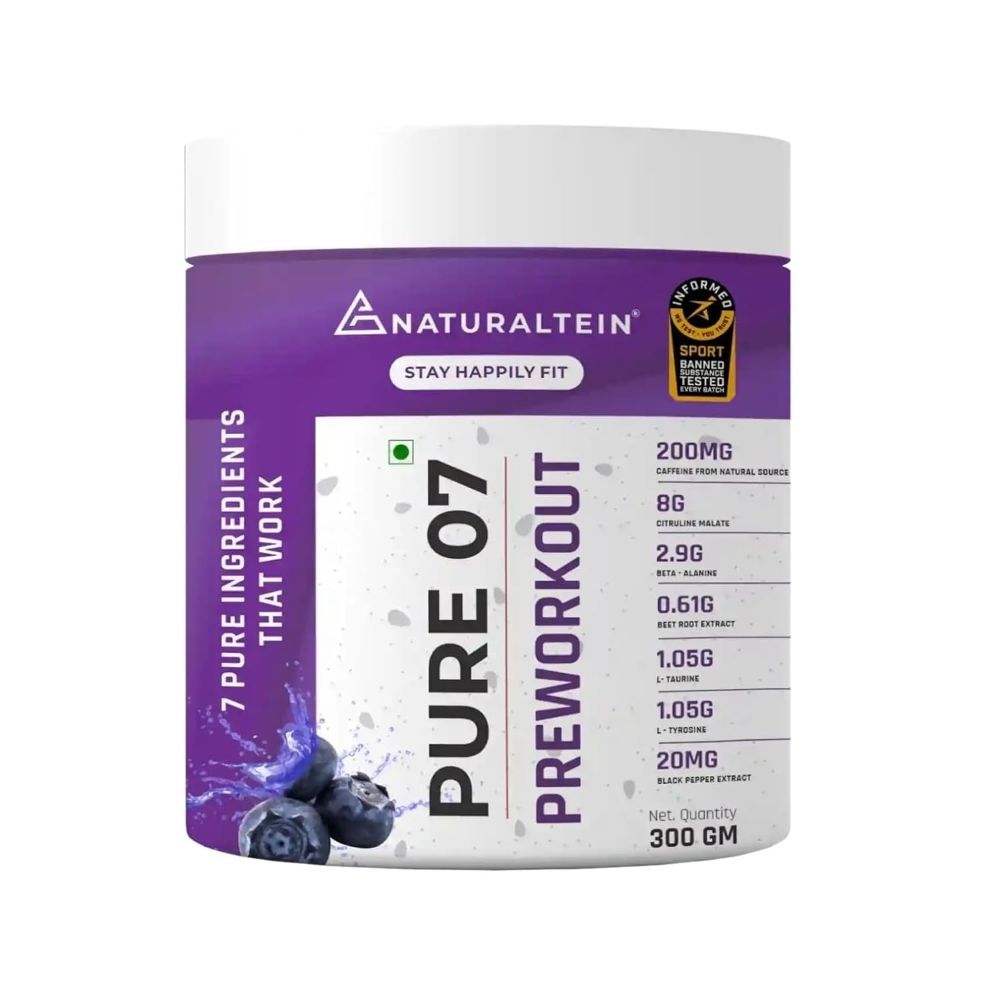 NATURALTEIN®
STAY HAPPILY FIT
INFORMED
WE TEST · YOU TRUST
SPORT
BANNED
SUBSTANCE
TESTED
EVERY BATCH
7 PURE INGREDIENTS
THAT WORK
PURE 07
PREWORKOUT
200MG
CAFFEINE FROM NATURAL SOURCE
8G
CITRULINE MALATE
2.9G
BETA - ALANINE
0.61G
BEET ROOT EXTRACT
1.05G
L- TAURINE
1.05G
L - TYROSINE
20MG
BLACK PEPPER EXTRACT
Net. Quantity
300 GM